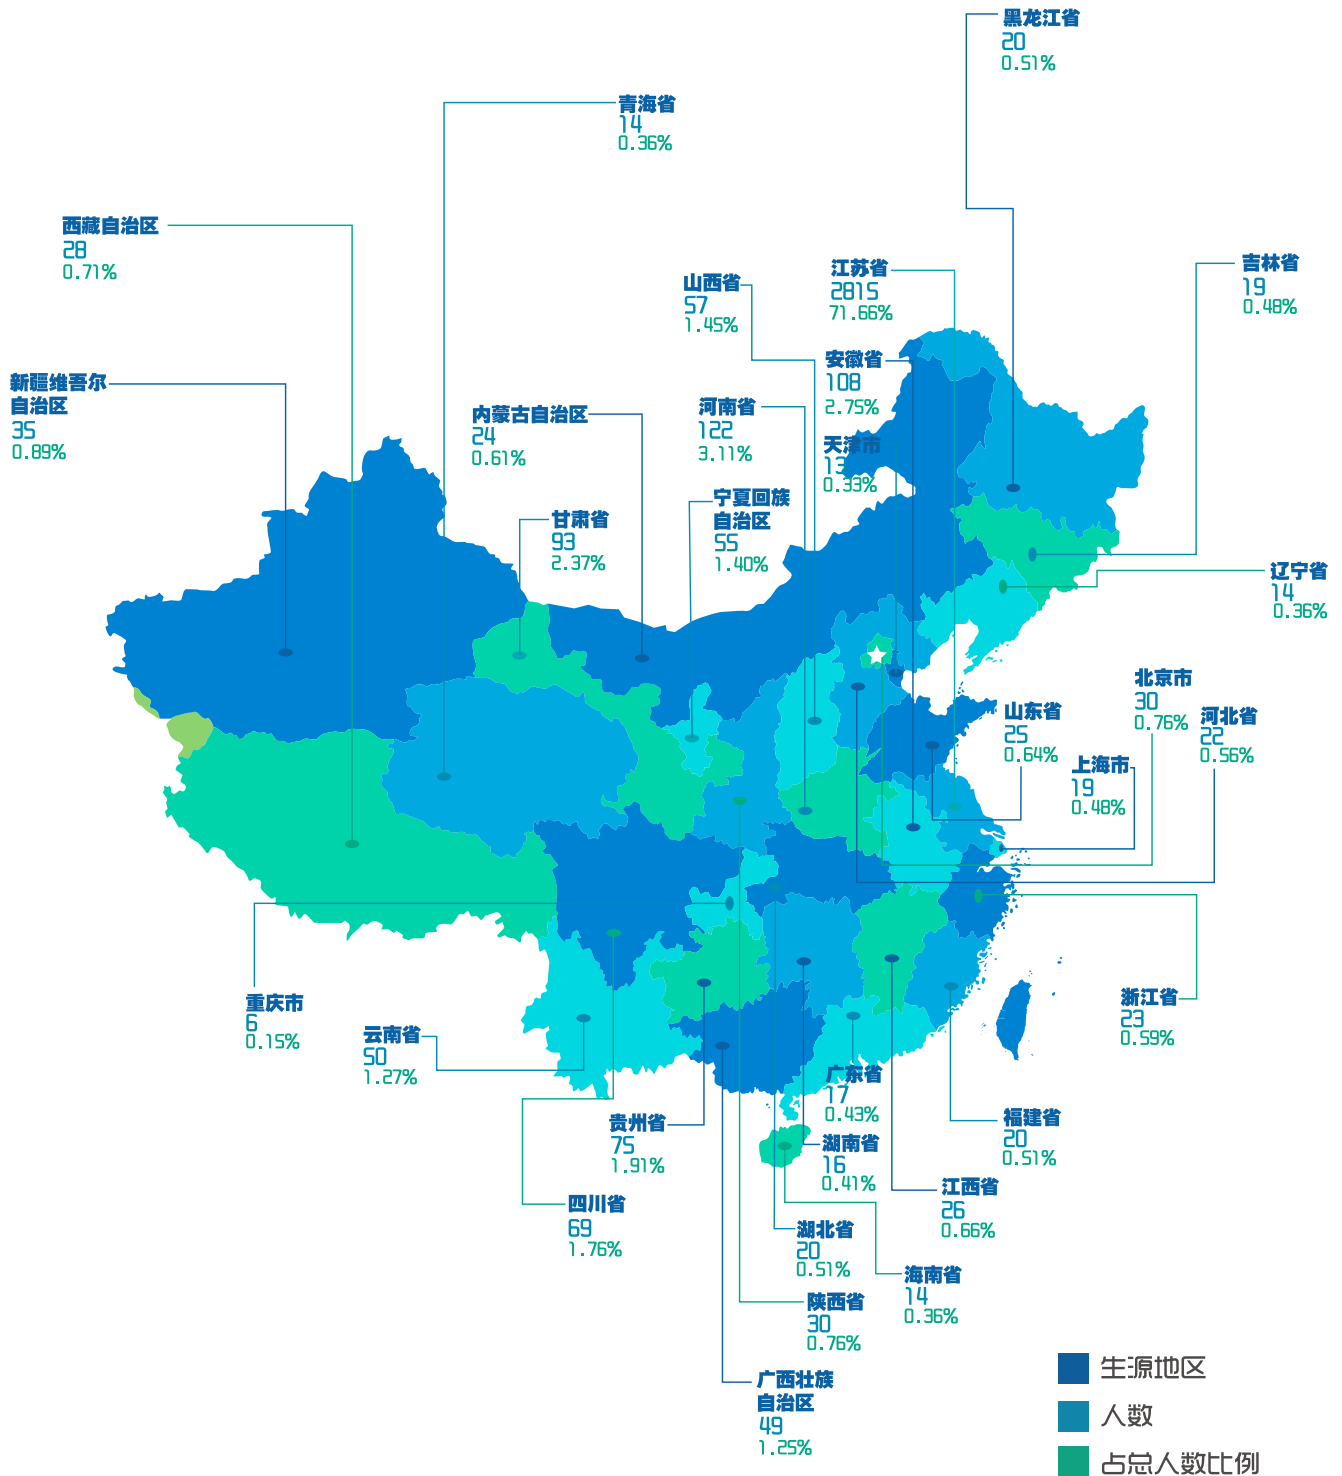 黑龙江省
20
0.51%
青海省
14
0.36%
西藏自治区
28
0.71%
山西省
57
1.45%
江苏省
2815
71.66%
吉林省
19
0.48%
新疆维吾尔
自治区
35
0.89%
安徽省
108
2.75%
内蒙古自治区
24
0.61%
河南省
122
3.11%
天津市
13
0.33%
宁夏回族
自治区
55
1.40%
甘肃省
93
2.37%
辽宁省
14
0.36%
北京市
30
0.76%
山东省
25
0.64%
河北省
22
0.56%
上海市
19
0.48%
重庆市
6
0.15%
浙江省
23
0.59%
云南省
50
1.27%
广东省
17
0.43%
贵州省
75
1.91%
福建省
20
0.51%
湖南省
16
0.41%
江西省
26
0.66%
四川省
69
1.76%
湖北省
20
0.51%
海南省
14
0.36%
陕西省
30
0.76%
广西壮族
自治区
49
1.25%
生源地区
人数
占总人数比例